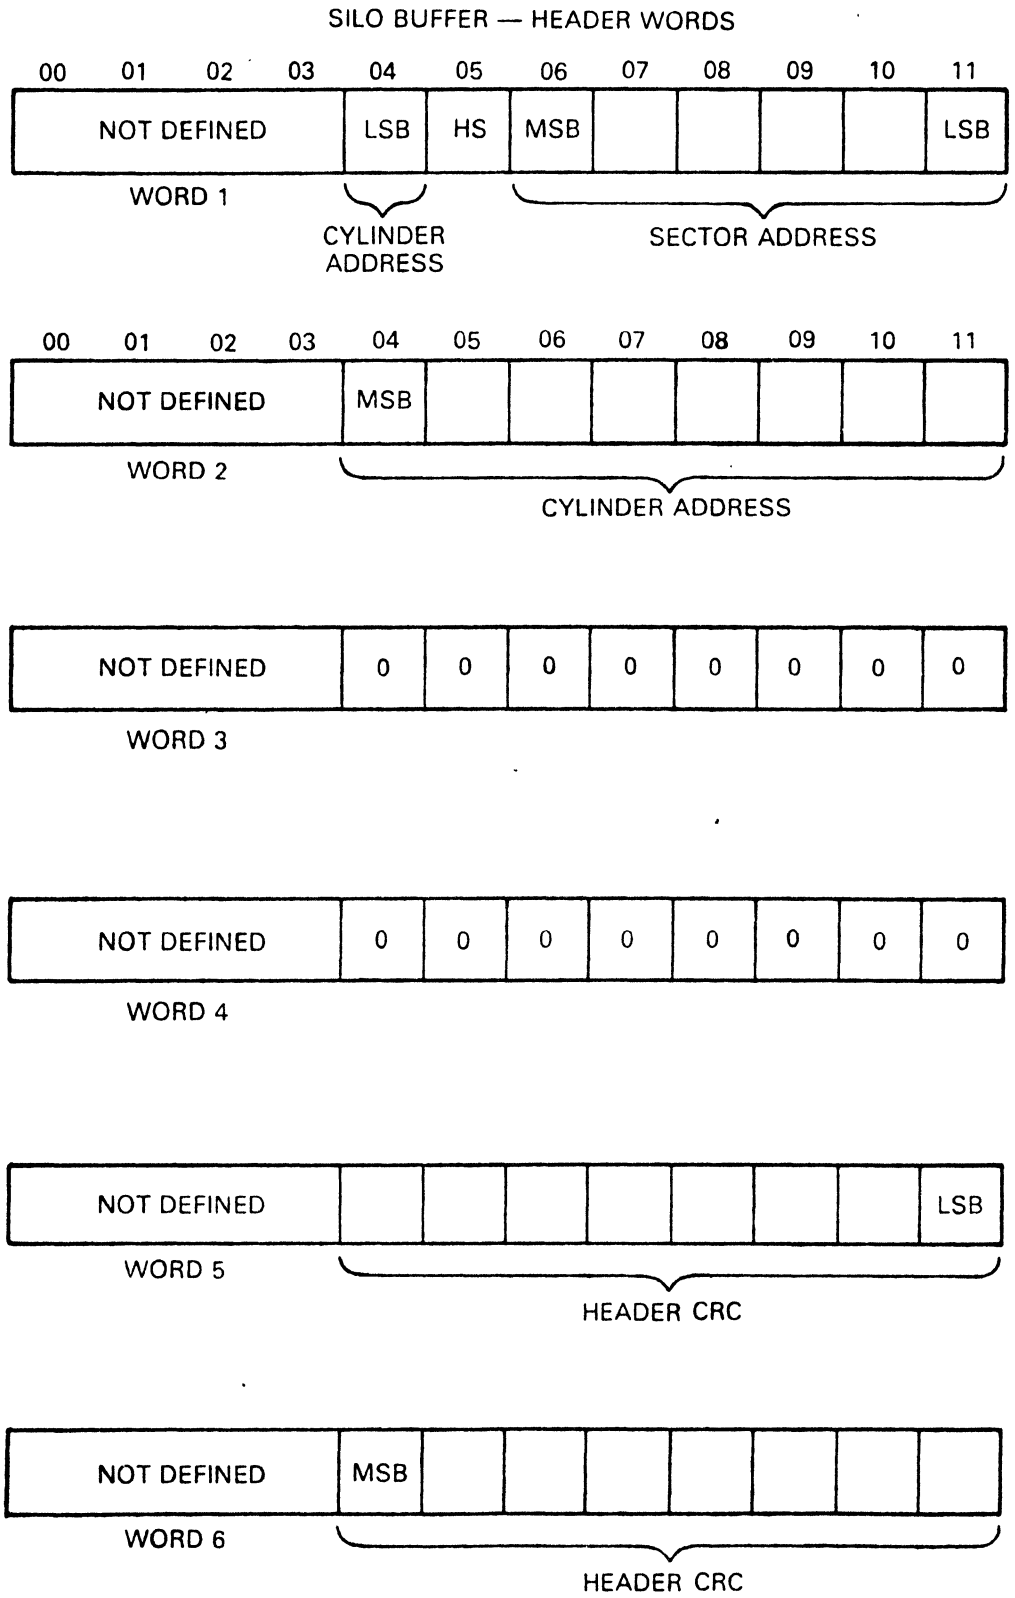 SILO BUFFER — HEADER WORDS
00 01 02 03 04 05 06 07 08 09 10 11
NOT DEFINED LSB HS MSB LSB
WORD 1
CYLINDER ADDRESS
SECTOR ADDRESS
00 01 02 03 04 05 06 07 08 09 10 11
NOT DEFINED MSB
WORD 2
CYLINDER ADDRESS
NOT DEFINED 0 0 0 0 0 0 0 0
WORD 3
NOT DEFINED 0 0 0 0 0 0 0 0
WORD 4
NOT DEFINED LSB
WORD 5
HEADER CRC
NOT DEFINED MSB
WORD 6
HEADER CRC